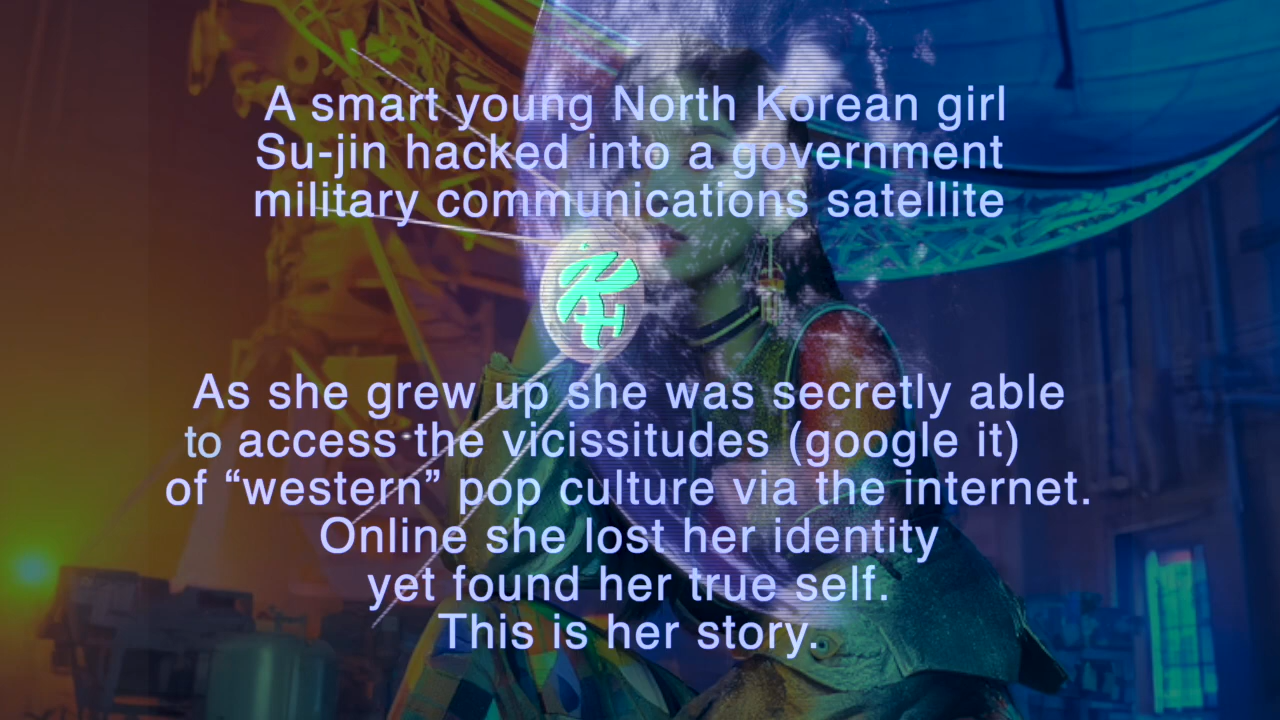 A smart young North Korean girl
Su-jin hacked into a government
military communications satellite
As she grew up she was secretly able
to access the vicissitudes (google it)
of “western” pop culture via the internet.
Online she lost her identity
yet found her true self.
This is her story.